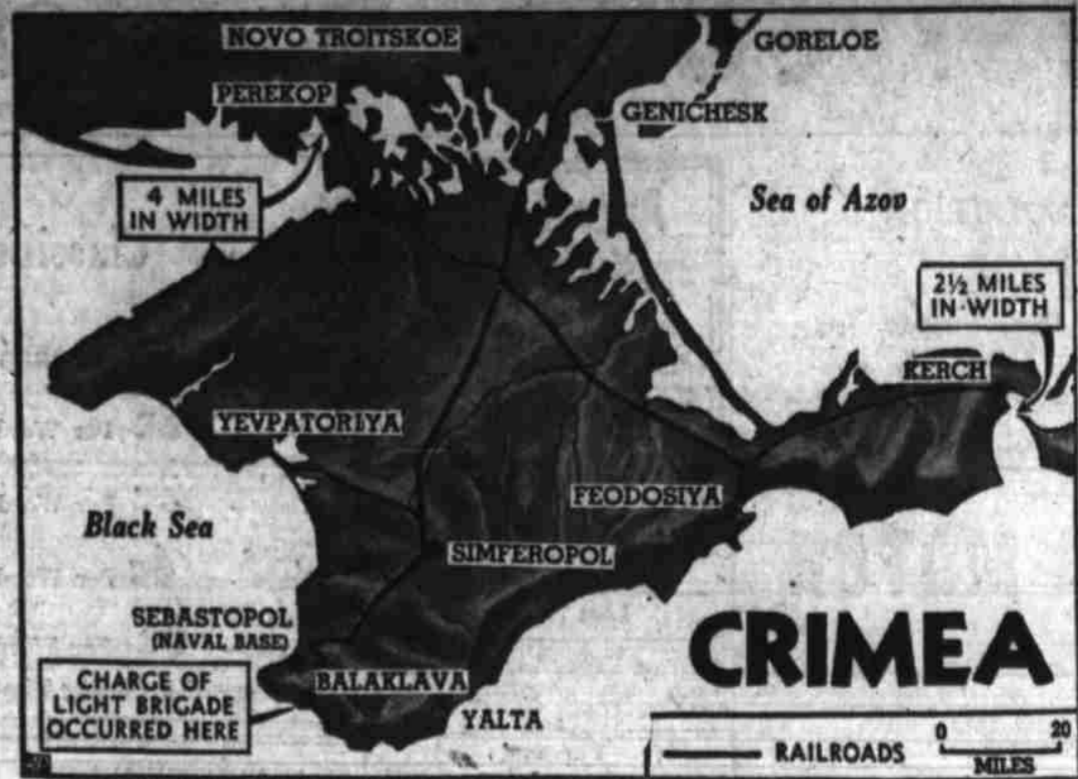 NOVO TROITSKOE
GORELOE
PEREKOP
GENICHESK
4 MILES
IN WIDTH
Sea of Azov
2½ MILES
IN WIDTH
KERCH
YEVPATORIYA
FEODOSIYA
Black Sea
SIMFEROPOL
SEBASTOPOL
(NAVAL BASE)
CRIMEA
CHARGE OF
LIGHT BRIGADE
OCCURRED HERE
BALAKLAVA
YALTA
RAILROADS
0 20
MILES